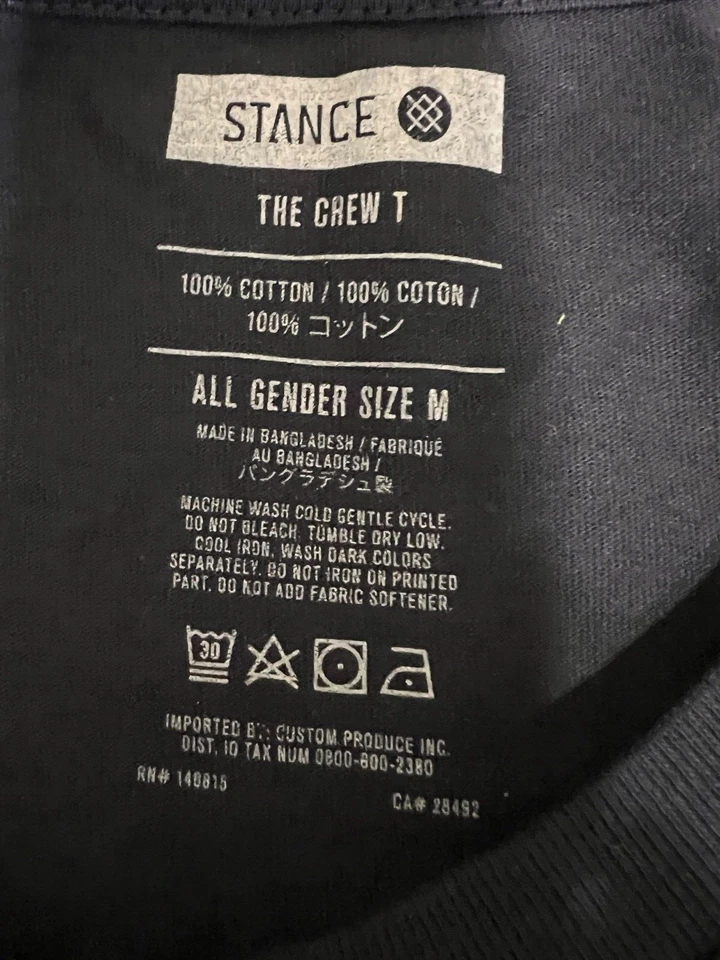 STANCE
THE CREW T
100% COTTON / 100% COTON /
100% コットン
ALL GENDER SIZE M
MADE IN BANGLADESH / FABRIQUÉ
AU BANGLADESH /
バングラデシュ製
MACHINE WASH COLD GENTLE CYCLE.
DO NOT BLEACH. TUMBLE DRY LOW.
COOL IRON. WASH DARK COLORS
SEPARATELY. DO NOT IRON ON PRINTED
PART. DO NOT ADD FABRIC SOFTENER.
30
IMPORTED BY: CUSTOM PRODUCE INC.
DIST. ID TAX NUM 0800-600-2380
RN# 140815
CA# 28492